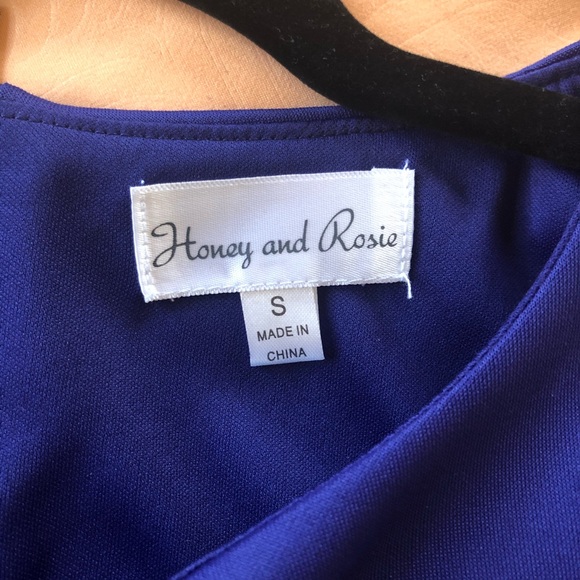 Honey and Rosie
S
MADE IN
CHINA